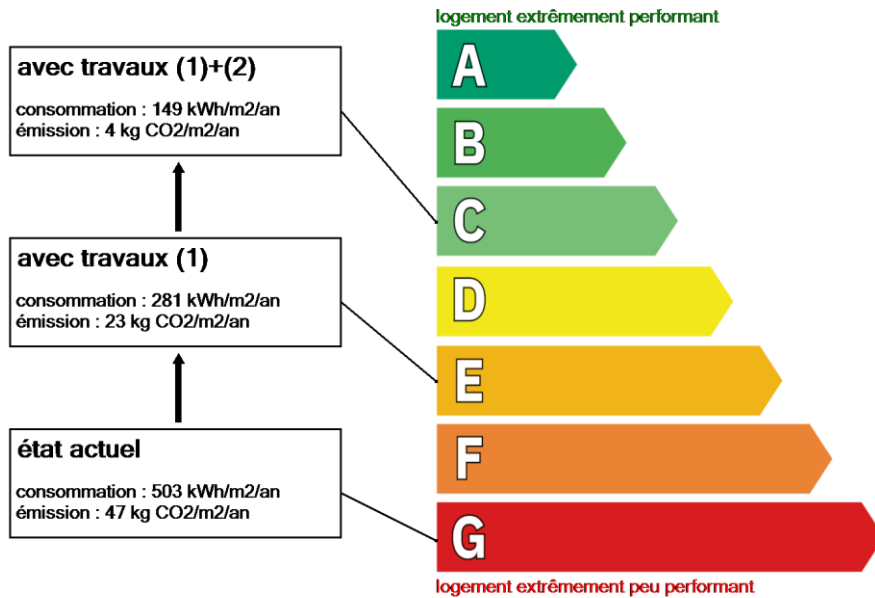 logement extrêmement performant
avec travaux (1)+(2)
consommation : 149 kWh/m2/an
émission : 4 kg CO2/m2/an
avec travaux (1)
consommation : 281 kWh/m2/an
émission : 23 kg CO2/m2/an
état actuel
consommation : 503 kWh/m2/an
émission : 47 kg CO2/m2/an
A
B
C
D
E
F
G
logement extrêmement peu performant